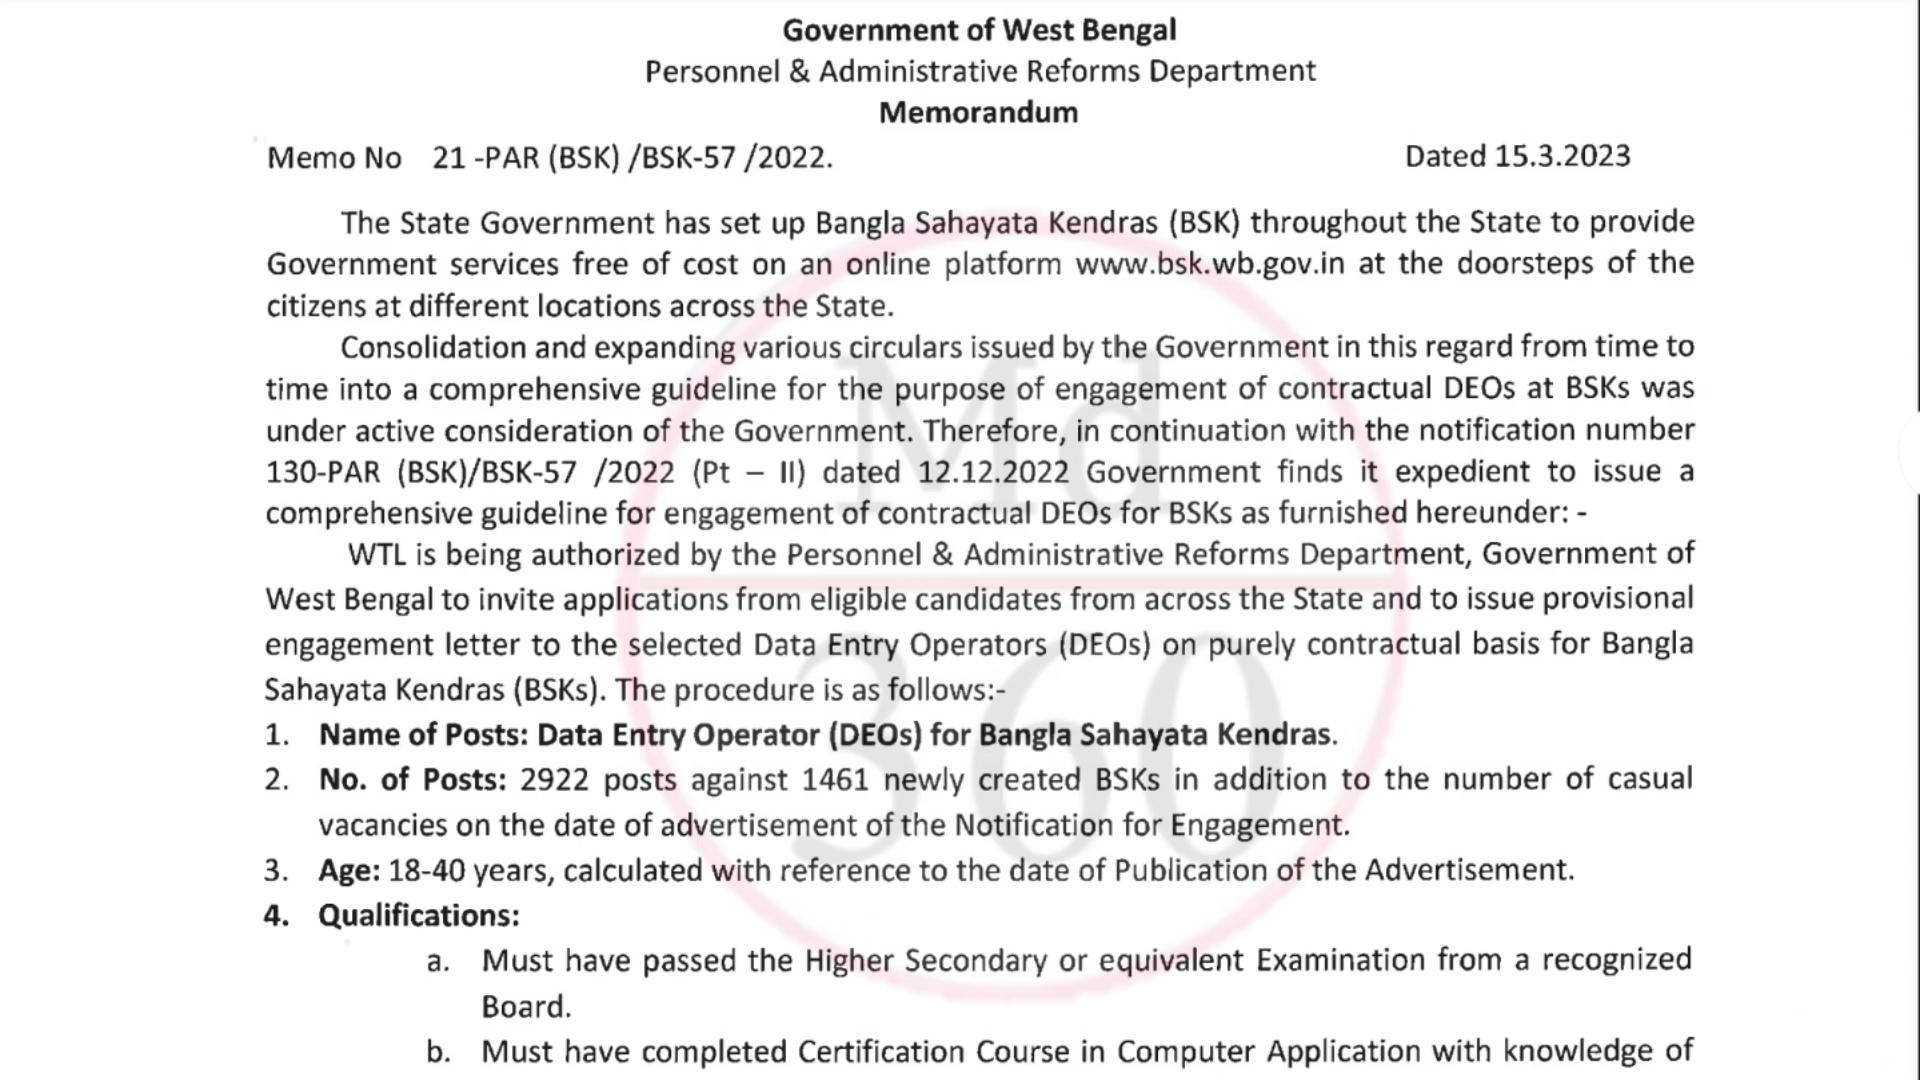 Government of West Bengal
Personnel & Administrative Reforms Department
Memorandum
Memo No 21 -PAR (BSK) /BSK-57 /2022. Dated 15.3.2023
The State Government has set up Bangla Sahayata Kendras (BSK) throughout the State to provide
Government services free of cost on an online platform www.bsk.wb.gov.in at the doorsteps of the
citizens at different locations across the State.
Consolidation and expanding various circulars issued by the Government in this regard from time to
time into a comprehensive guideline for the purpose of engagement of contractual DEOs at BSKs was
under active consideration of the Government. Therefore, in continuation with the notification number
130-PAR (BSK)/BSK-57 /2022 (Pt – II) dated 12.12.2022 Government finds it expedient to issue a
comprehensive guideline for engagement of contractual DEOs for BSKs as furnished hereunder: -
WTL is being authorized by the Personnel & Administrative Reforms Department, Government of
West Bengal to invite applications from eligible candidates from across the State and to issue provisional
engagement letter to the selected Data Entry Operators (DEOs) on purely contractual basis for Bangla
Sahayata Kendras (BSKs). The procedure is as follows:-
1. Name of Posts: Data Entry Operator (DEOs) for Bangla Sahayata Kendras.
2. No. of Posts: 2922 posts against 1461 newly created BSKs in addition to the number of casual
vacancies on the date of advertisement of the Notification for Engagement.
3. Age: 18-40 years, calculated with reference to the date of Publication of the Advertisement.
4. Qualifications:
a. Must have passed the Higher Secondary or equivalent Examination from a recognized
Board.
b. Must have completed Certification Course in Computer Application with knowledge of
Md
360